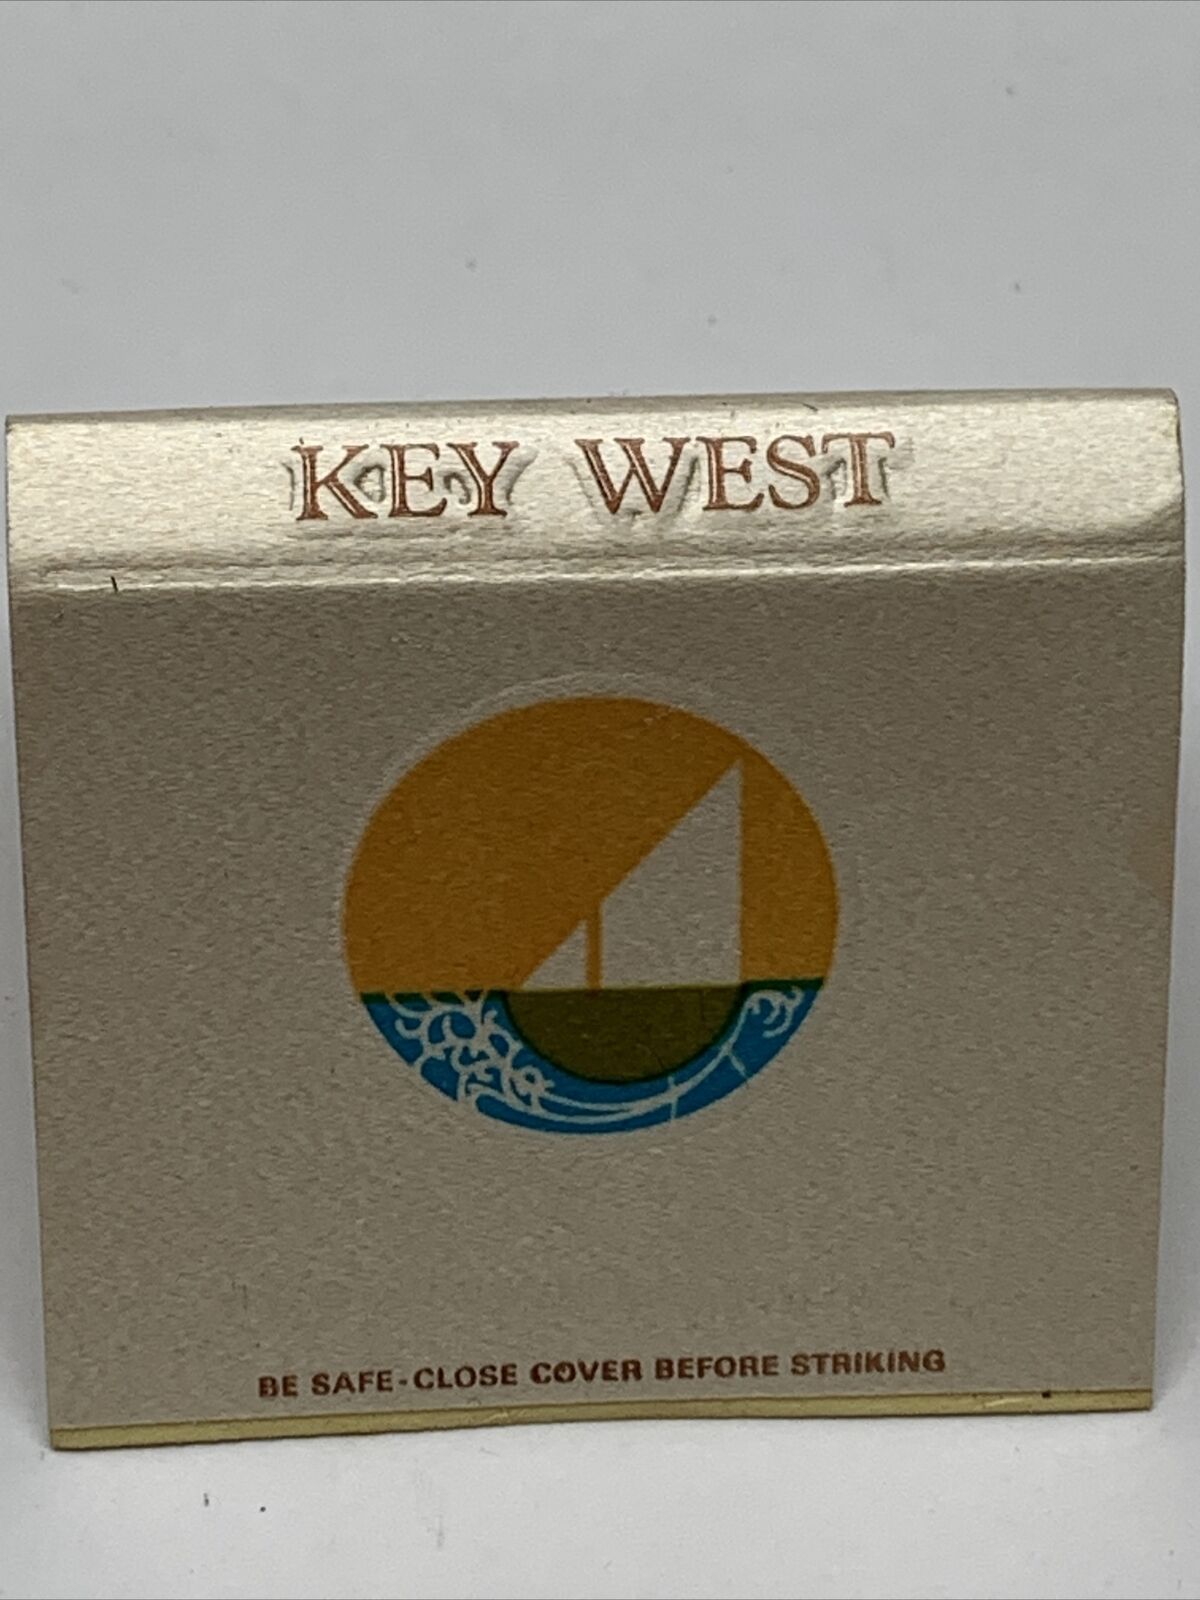 KEY WEST
BE SAFE-CLOSE COVER BEFORE STRIKING